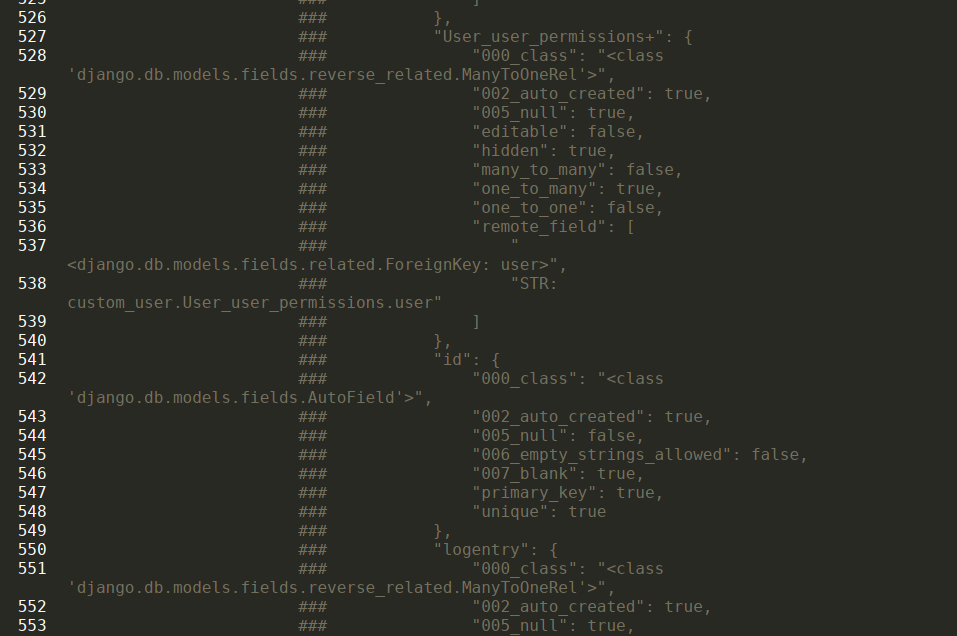 526 ### },
527 ### "User_user_permissions+": {
528 ### "000_class": "<class
'django.db.models.fields.reverse_related.ManyToOneRel'>",
529 ### "002_auto_created": true,
530 ### "005_null": true,
531 ### "editable": false,
532 ### "hidden": true,
533 ### "many_to_many": false,
534 ### "one_to_many": true,
535 ### "one_to_one": false,
536 ### "remote_field": [
537 ### "
<django.db.models.fields.related.ForeignKey: user>",
538 ### "STR:
custom_user.User_user_permissions.user"
539 ### ]
540 ### },
541 ### "id": {
542 ### "000_class": "<class
'django.db.models.fields.AutoField'>",
543 ### "002_auto_created": true,
544 ### "005_null": false,
545 ### "006_empty_strings_allowed": false,
546 ### "007_blank": true,
547 ### "primary_key": true,
548 ### "unique": true
549 ### },
550 ### "logentry": {
551 ### "000_class": "<class
'django.db.models.fields.reverse_related.ManyToOneRel'>",
552 ### "002_auto_created": true,
553 ### "005_null": true,